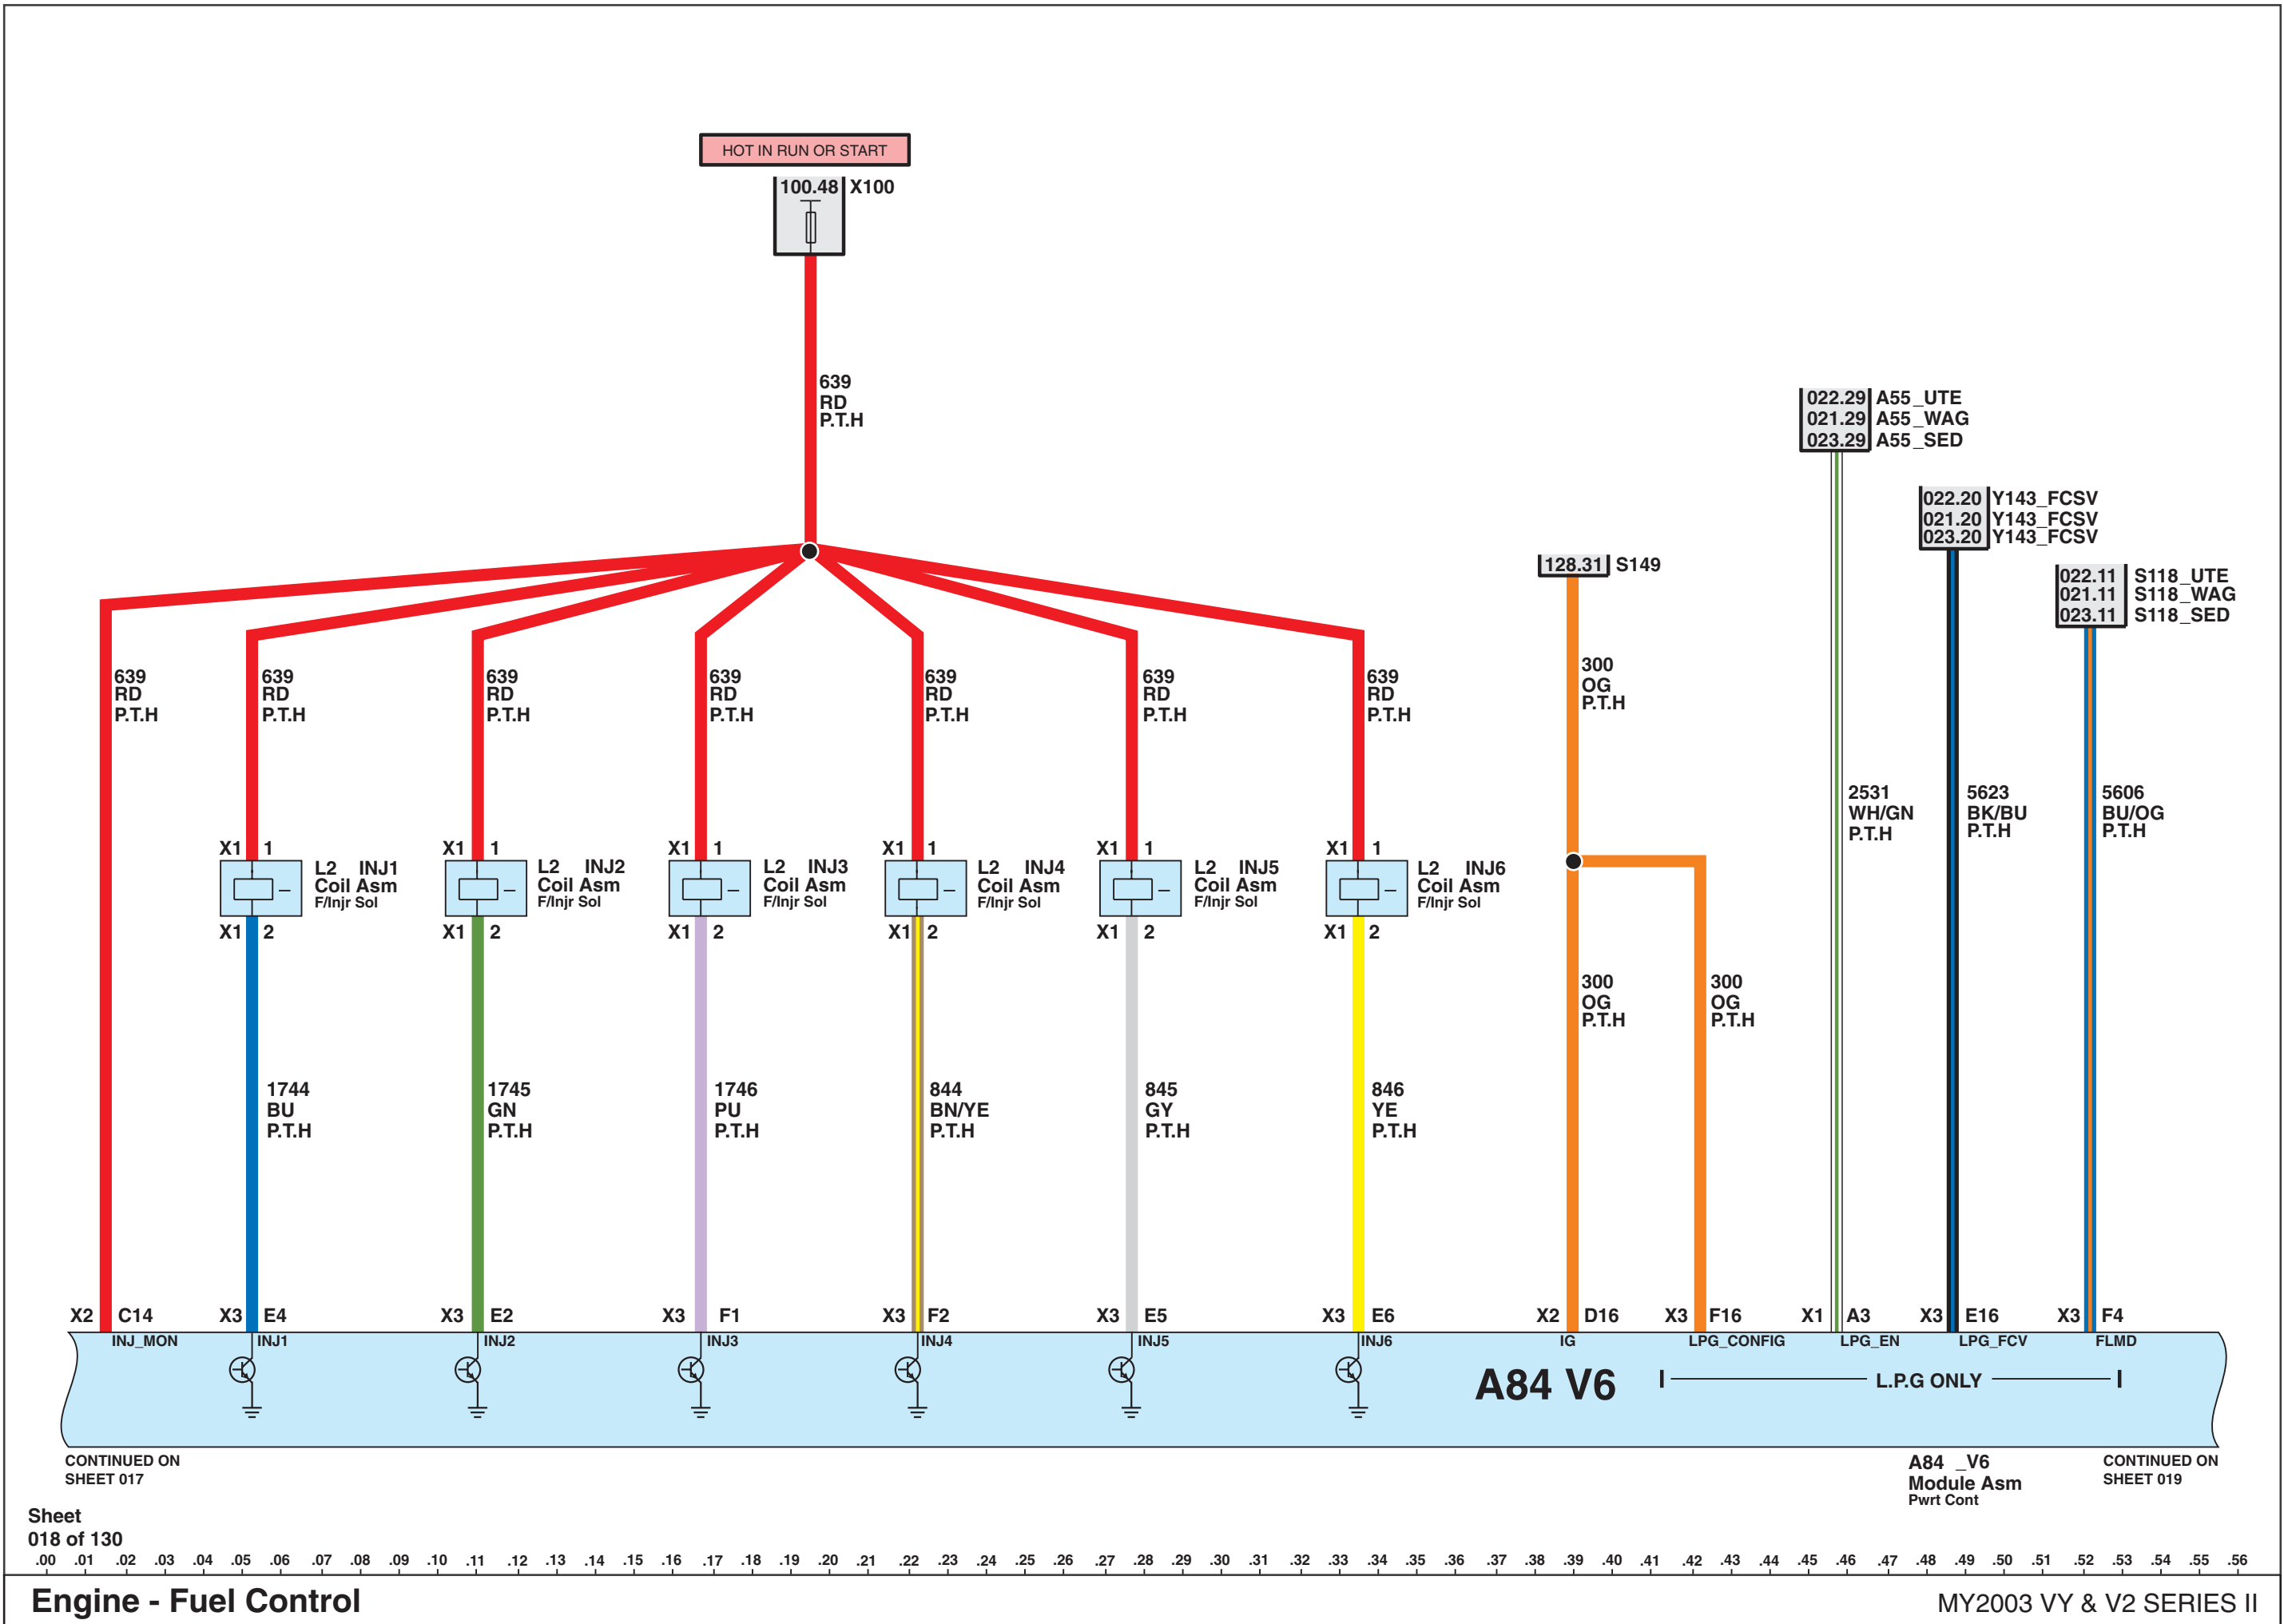 HOT IN RUN OR START
100.48 X100
639
RD
P.T.H
022.29 A55_UTE
021.29 A55_WAG
023.29 A55_SED
022.20 Y143_FCSV
021.20 Y143_FCSV
023.20 Y143_FCSV
128.31 S149
022.11 S118_UTE
021.11 S118_WAG
023.11 S118_SED
639
RD
P.T.H
639
RD
P.T.H
639
RD
P.T.H
639
RD
P.T.H
639
RD
P.T.H
639
RD
P.T.H
639
RD
P.T.H
300
OG
P.T.H
2531
WH/GN
P.T.H
5623
BK/BU
P.T.H
5606
BU/OG
P.T.H
X1 1
L2 INJ1
Coil Asm
F/Injr Sol
X1 2
X1 1
L2 INJ2
Coil Asm
F/Injr Sol
X1 2
X1 1
L2 INJ3
Coil Asm
F/Injr Sol
X1 2
X1 1
L2 INJ4
Coil Asm
F/Injr Sol
X1 2
X1 1
L2 INJ5
Coil Asm
F/Injr Sol
X1 2
X1 1
L2 INJ6
Coil Asm
F/Injr Sol
X1 2
300
OG
P.T.H
300
OG
P.T.H
1744
BU
P.T.H
1745
GN
P.T.H
1746
PU
P.T.H
844
BN/YE
P.T.H
845
GY
P.T.H
846
YE
P.T.H
X2 C14 X3 E4 X3 E2 X3 F1 X3 F2 X3 E5 X3 E6 X2 D16 X3 F16 X1 A3 X3 E16 X3 F4
INJ_MON INJ1 INJ2 INJ3 INJ4 INJ5 INJ6 IG LPG_CONFIG LPG_EN LPG_FCV FLMD
A84 V6
L.P.G ONLY
CONTINUED ON
SHEET 017
A84 _V6
Module Asm
Pwrt Cont
CONTINUED ON
SHEET 019
Sheet
018 of 130
.00 .01 .02 .03 .04 .05 .06 .07 .08 .09 .10 .11 .12 .13 .14 .15 .16 .17 .18 .19 .20 .21 .22 .23 .24 .25 .26 .27 .28 .29 .30 .31 .32 .33 .34 .35 .36 .37 .38 .39 .40 .41 .42 .43 .44 .45 .46 .47 .48 .49 .50 .51 .52 .53 .54 .55 .56
Engine - Fuel Control
MY2003 VY & V2 SERIES II